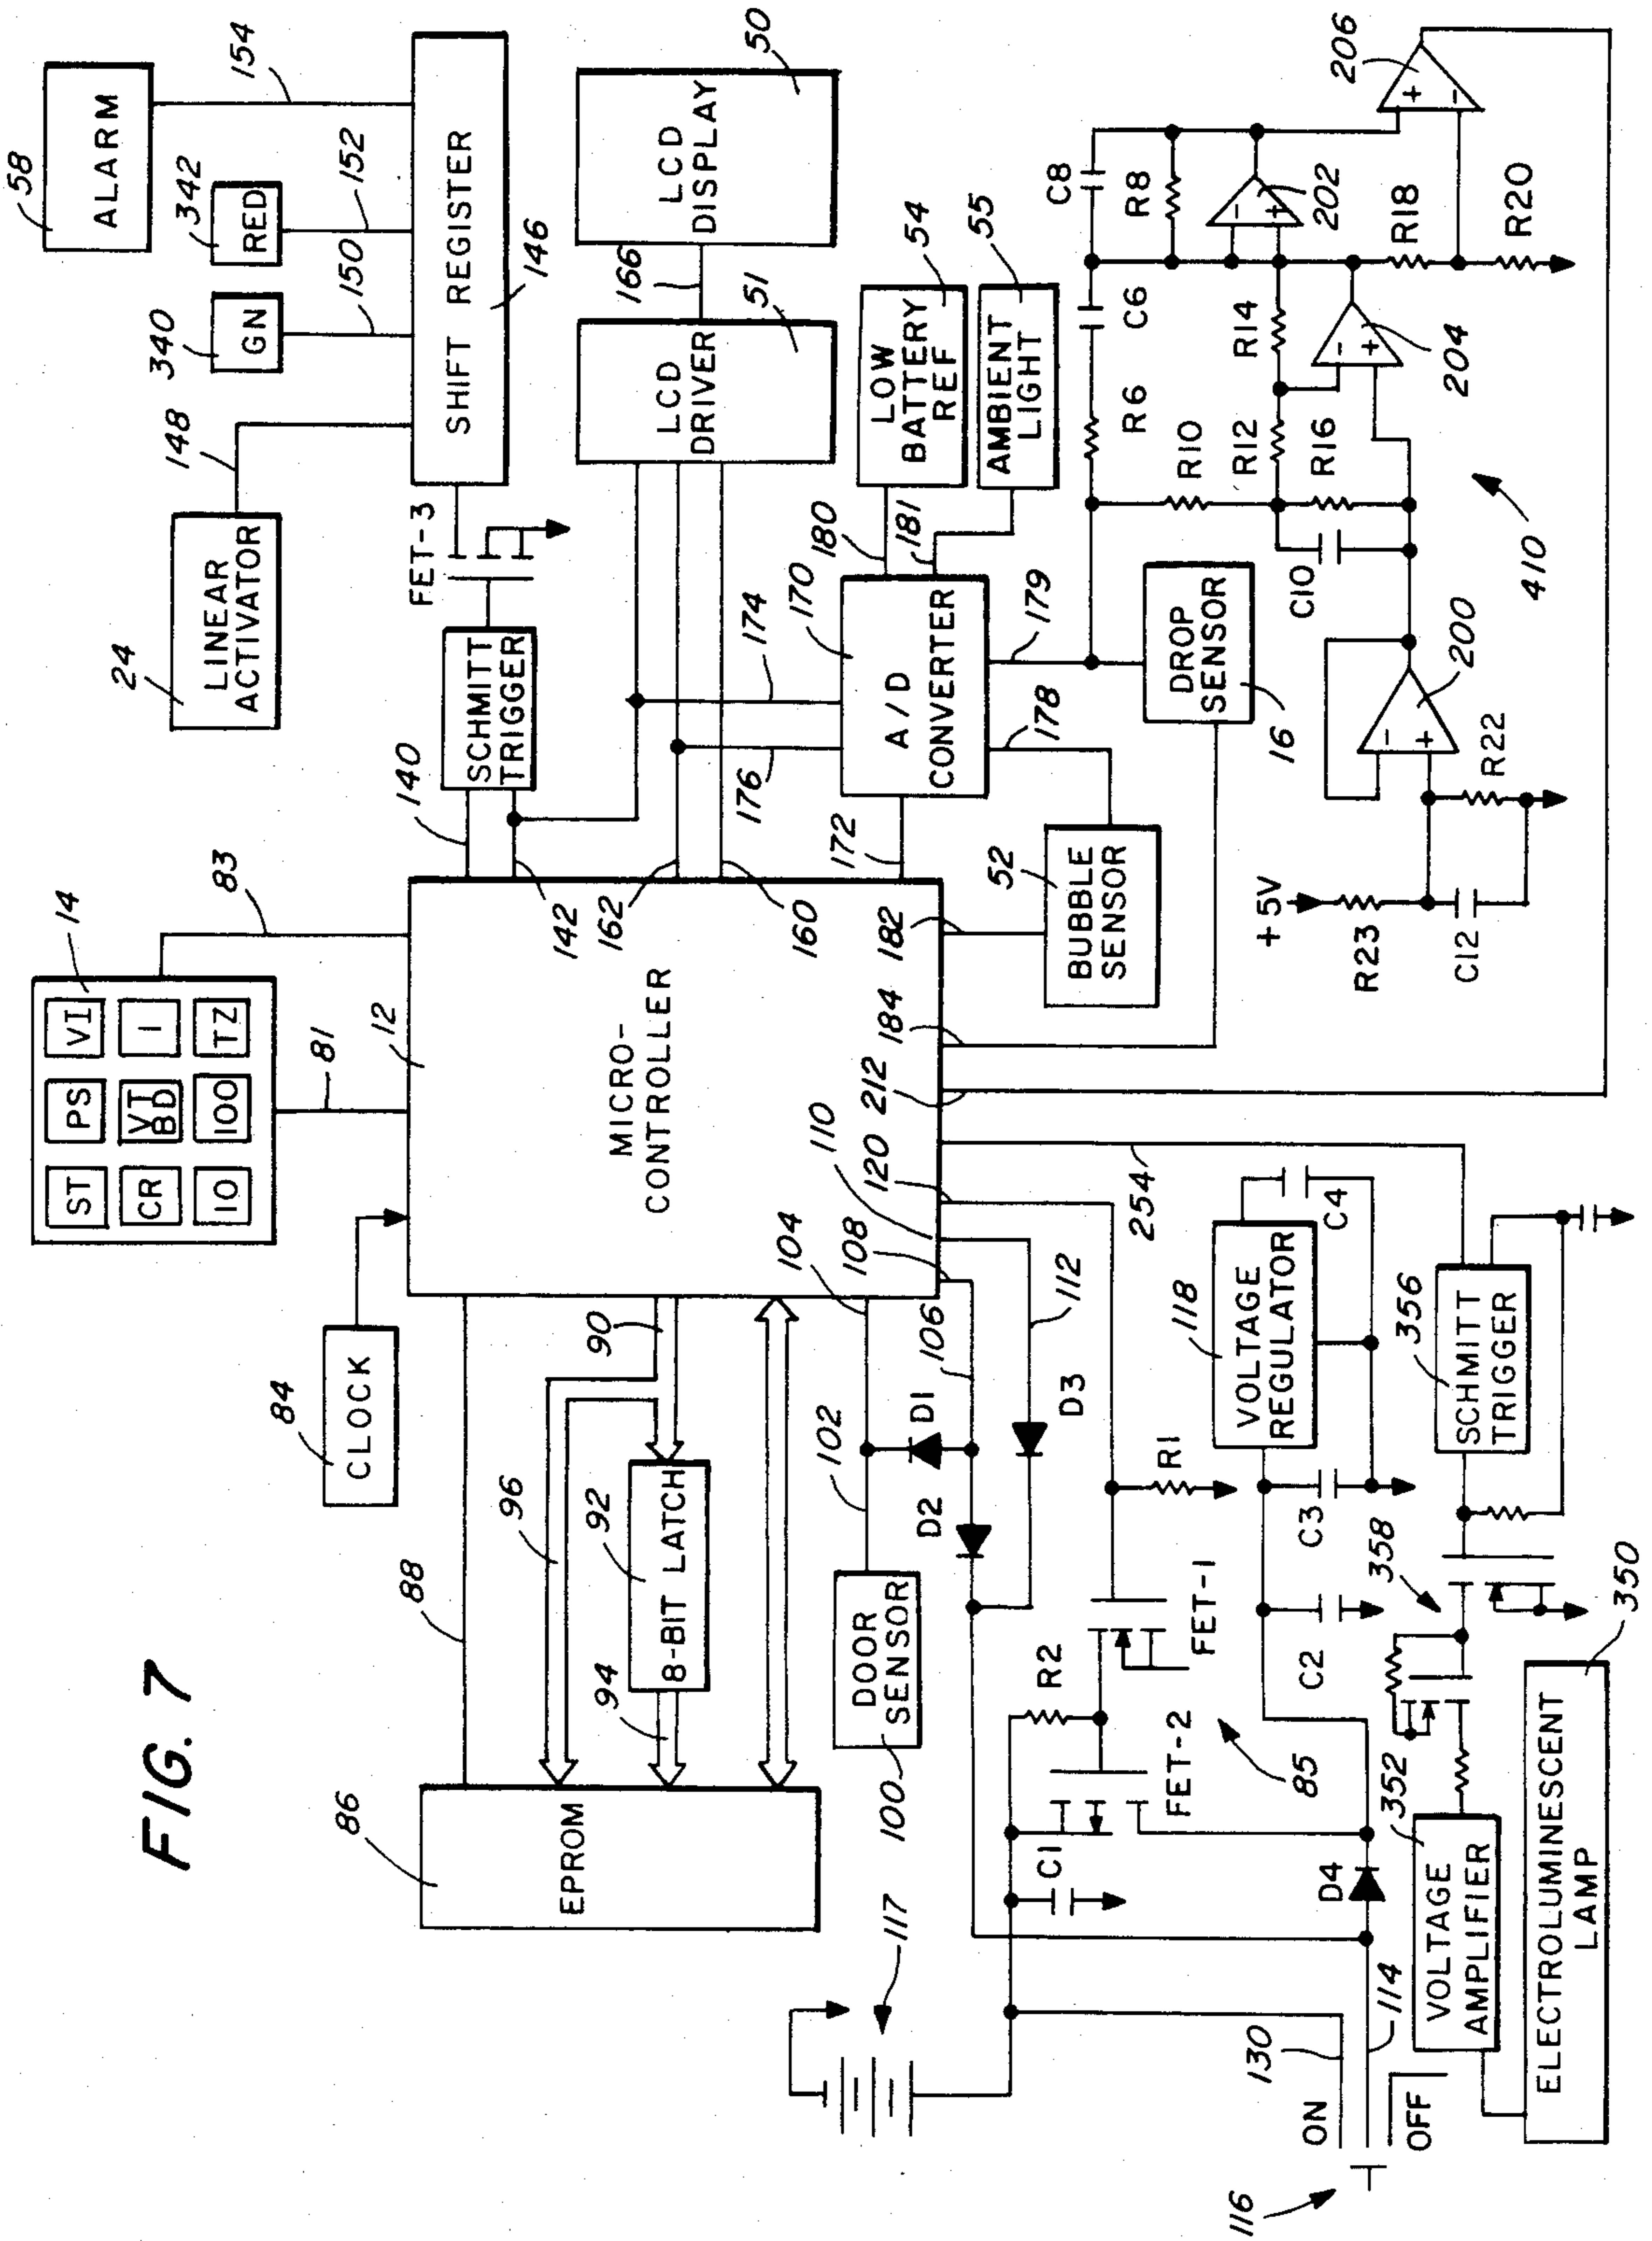 FIG. 7
86
EPROM
88
96
92
8-BIT LATCH
94
90
84
CLOCK
14
ST
PS
VI
CR
VT
BD
1
10
100
TZ
81
83
12
MICRO-
CONTROLLER
24
LINEAR
ACTIVATOR
148
340
GN
342
RED
58
ALARM
150
152
154
SHIFT REGISTER
146
FET-3
140
SCHMITT
TRIGGER
142
162
160
LCD
DRIVER
51
166
LCD
DISPLAY
50
174
176
172
170
A/D
CONVERTER
180
181
LOW
BATTERY
REF
54
AMBIENT
LIGHT
55
178
179
52
BUBBLE
SENSOR
182
184
212
DROP
SENSOR
16
R6
C6
C8
R8
202
R10
R12
R14
R16
C10
204
R18
R20
206
200
R22
+5V
R23
C12
410
100
DOOR
SENSOR
102
104
108
110
120
106
112
D1
D2
D3
254
R1
FET-1
R2
FET-2
85
C1
117
D4
C2
C3
118
VOLTAGE
REGULATOR
C4
356
SCHMITT
TRIGGER
358
352
VOLTAGE
AMPLIFIER
350
ELECTROLUMINESCENT
LAMP
130
114
ON
OFF
116